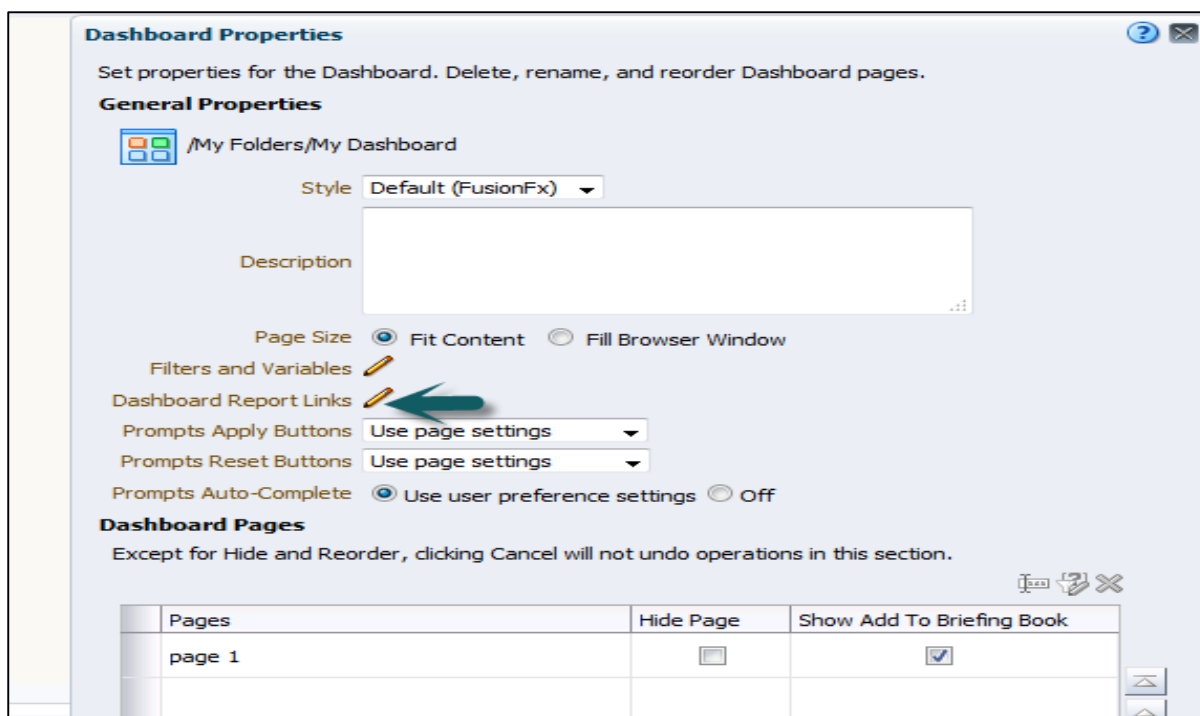 Dashboard Properties
Set properties for the Dashboard. Delete, rename, and reorder Dashboard pages.
General Properties
/My Folders/My Dashboard
Style Default (FusionFx)
Description
Page Size Fit Content Fill Browser Window
Filters and Variables
Dashboard Report Links
Prompts Apply Buttons Use page settings
Prompts Reset Buttons Use page settings
Prompts Auto-Complete Use user preference settings Off
Dashboard Pages
Except for Hide and Reorder, clicking Cancel will not undo operations in this section.
Pages Hide Page Show Add To Briefing Book
page 1